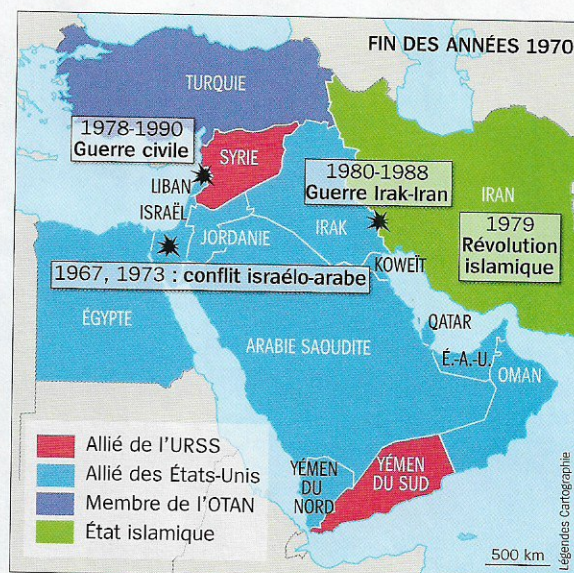 FIN DES ANNÉES 1970
TURQUIE
1978-1990
Guerre civile
SYRIE
LIBAN
ISRAËL
JORDANIE
IRAK
1980-1988
Guerre Irak-Iran
IRAN
1979
Révolution
islamique
KOWEÏT
1967, 1973 : conflit israélo-arabe
ÉGYPTE
ARABIE SAOUDITE
QATAR
É.-A.-U.
OMAN
YÉMEN
DU
NORD
YÉMEN
DU SUD
Allié de l'URSS
Allié des États-Unis
Membre de l'OTAN
État islamique
500 km
Légendes Cartographie